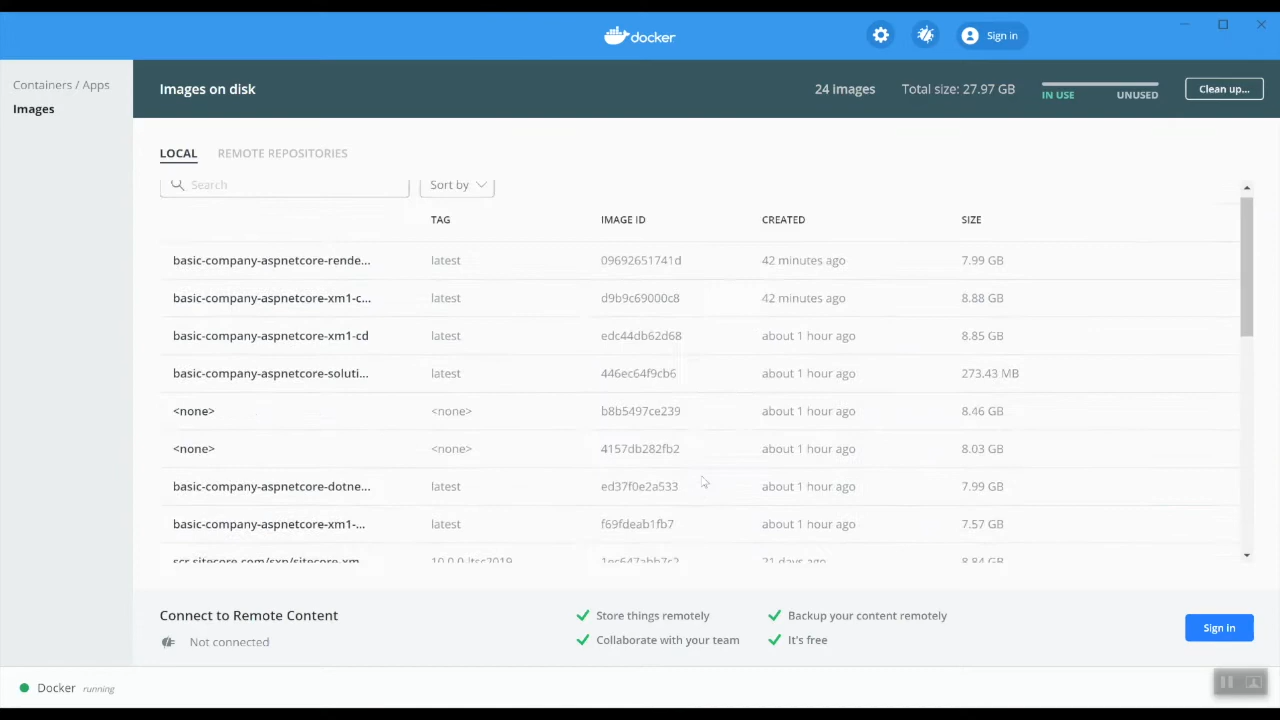 docker
Sign in
Containers / Apps
Images
Images on disk
24 images
Total size: 27.97 GB
IN USE
UNUSED
Clean up...
LOCAL
REMOTE REPOSITORIES
Search
Sort by
TAG IMAGE ID CREATED SIZE
basic-company-aspnetcore-rende... latest 09692651741d 42 minutes ago 7.99 GB
basic-company-aspnetcore-xm1-c... latest d9b9c69000c8 42 minutes ago 8.88 GB
basic-company-aspnetcore-xm1-cd latest edc44db62d68 about 1 hour ago 8.85 GB
basic-company-aspnetcore-soluti... latest 446ec64f9cb6 about 1 hour ago 273.43 MB
<none> <none> b8b5497ce239 about 1 hour ago 8.46 GB
<none> <none> 4157db282fb2 about 1 hour ago 8.03 GB
basic-company-aspnetcore-dotne... latest ed37f0e2a533 about 1 hour ago 7.99 GB
basic-company-aspnetcore-xm1-... latest f69fdeab1fb7 about 1 hour ago 7.57 GB
scr.sitecore.com/sxp/sitecore-xm 10.0.0-ltsc2019 1ec647abb7c2 21 days ago 8.84 GB
Connect to Remote Content
Not connected
Store things remotely
Backup your content remotely
Collaborate with your team
It's free
Sign in
Docker running